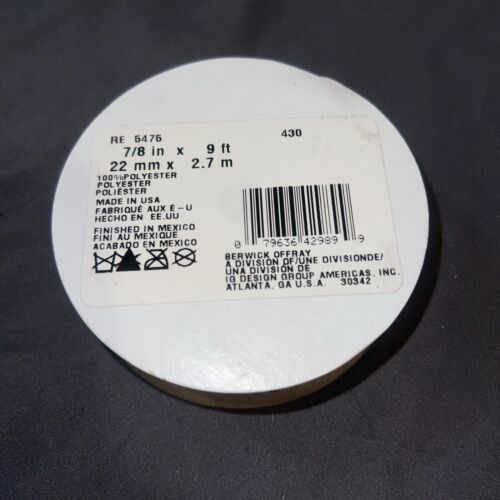 RE 6476 430
7/8 in x 9 ft
22 mm x 2.7 m
100%POLYESTER
POLYESTER
POLIÉSTER
MADE IN USA
FABRIQUÉ AUX É-U
HECHO EN EE.UU
FINISHED IN MEXICO
FINI AU MEXIQUE
ACABADO EN MEXICO
0 79636 42989 9
BERWICK OFFRAY
A DIVISION OF/UNE DIVISIONDE/
UNA DIVISIÓN DE
IG DESIGN GROUP AMERICAS, INC.
ATLANTA, GA U.S.A. 30342